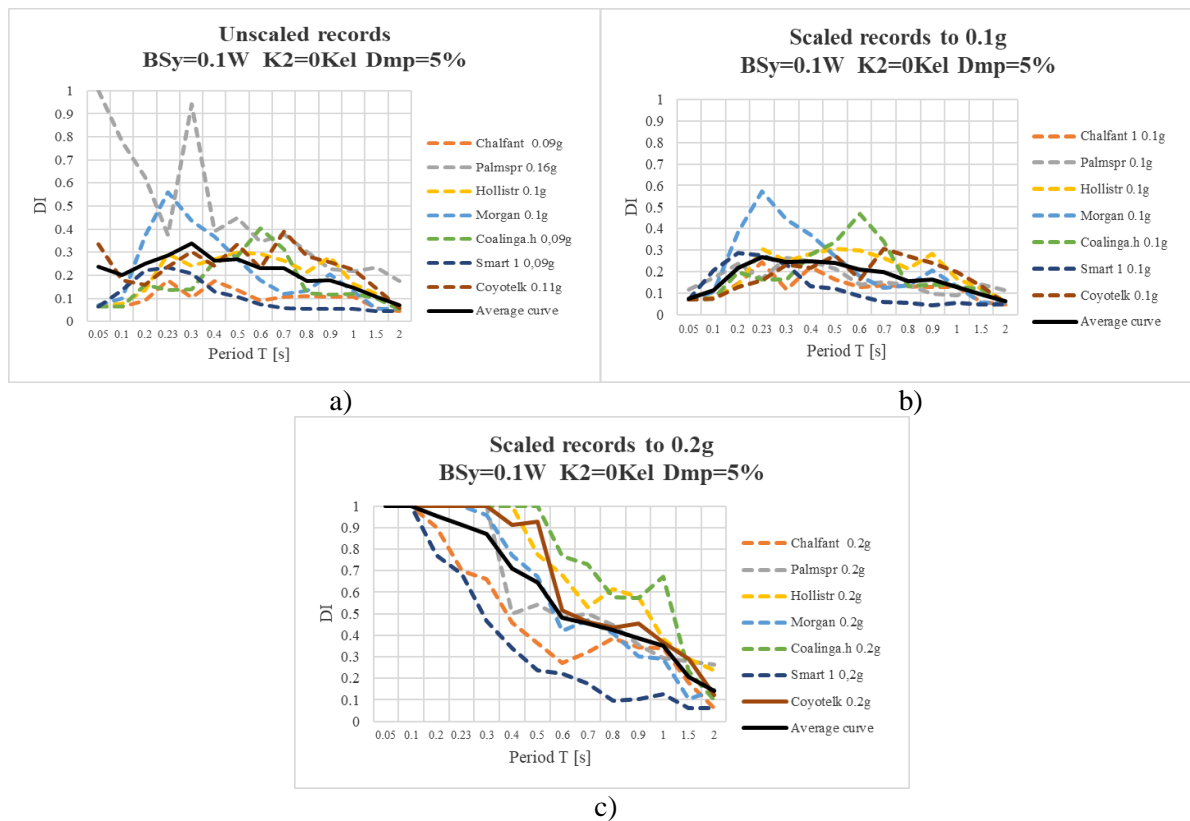 Unscaled records
BSy=0.1W K2=0Kel Dmp=5%
1
0.9
0.8
0.7
0.6
0.5
0.4
0.3
0.2
0.1
0
DI
0.05 0.1 0.2 0.23 0.3 0.4 0.5 0.6 0.7 0.8 0.9 1 1.5 2
Period T [s]
Chalfant 0.09g
Palmspr 0.16g
Hollistr 0.1g
Morgan 0.1g
Coalinga.h 0,09g
Smart 1 0,09g
Coyotelk 0.11g
Average curve
a)
Scaled records to 0.1g
BSy=0.1W K2=0Kel Dmp=5%
1
0.9
0.8
0.7
0.6
0.5
0.4
0.3
0.2
0.1
0
DI
0.05 0.1 0.2 0.23 0.3 0.4 0.5 0.6 0.7 0.8 0.9 1 1.5 2
Period T [s]
Chalfant 1 0.1g
Palmspr 0.1g
Hollistr 0.1g
Morgan 0.1g
Coalinga.h 0.1g
Smart 1 0.1g
Coyotelk 0.1g
Average curve
b)
Scaled records to 0.2g
BSy=0.1W K2=0Kel Dmp=5%
1
0.9
0.8
0.7
0.6
0.5
0.4
0.3
0.2
0.1
0
DI
0.05 0.1 0.2 0.23 0.3 0.4 0.5 0.6 0.7 0.8 0.9 1 1.5 2
Period T [s]
Chalfant 0.2g
Palmspr 0.2g
Hollistr 0.2g
Morgan 0.2g
Coalinga.h 0.2g
Smart 1 0,2g
Coyotelk 0.2g
Average curve
c)